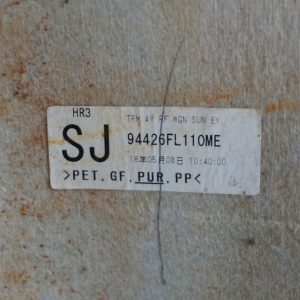 HR3 TRM AY RF WGN SUN EY
SJ 94426FL110ME
18年05月08日 10:40:00
>PET.GF.PUR.PP<